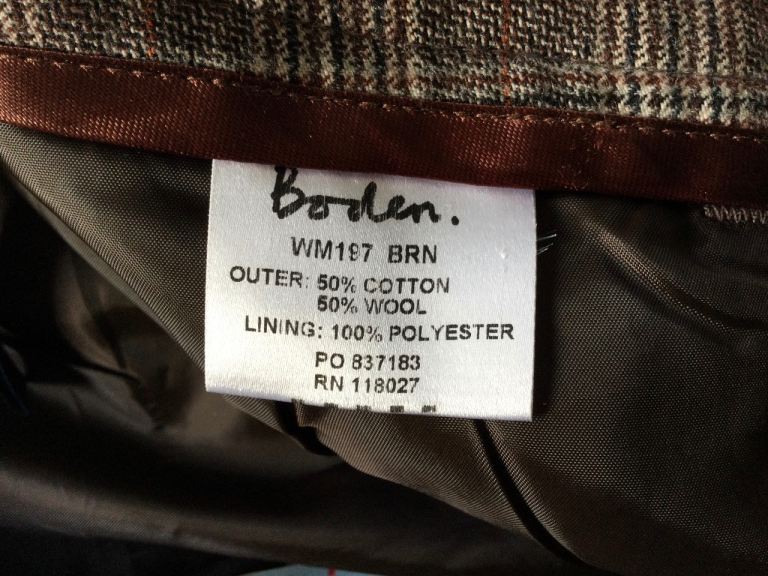 Boden.
WM197 BRN
OUTER: 50% COTTON
50% WOOL
LINING: 100% POLYESTER
PO 837183
RN 118027